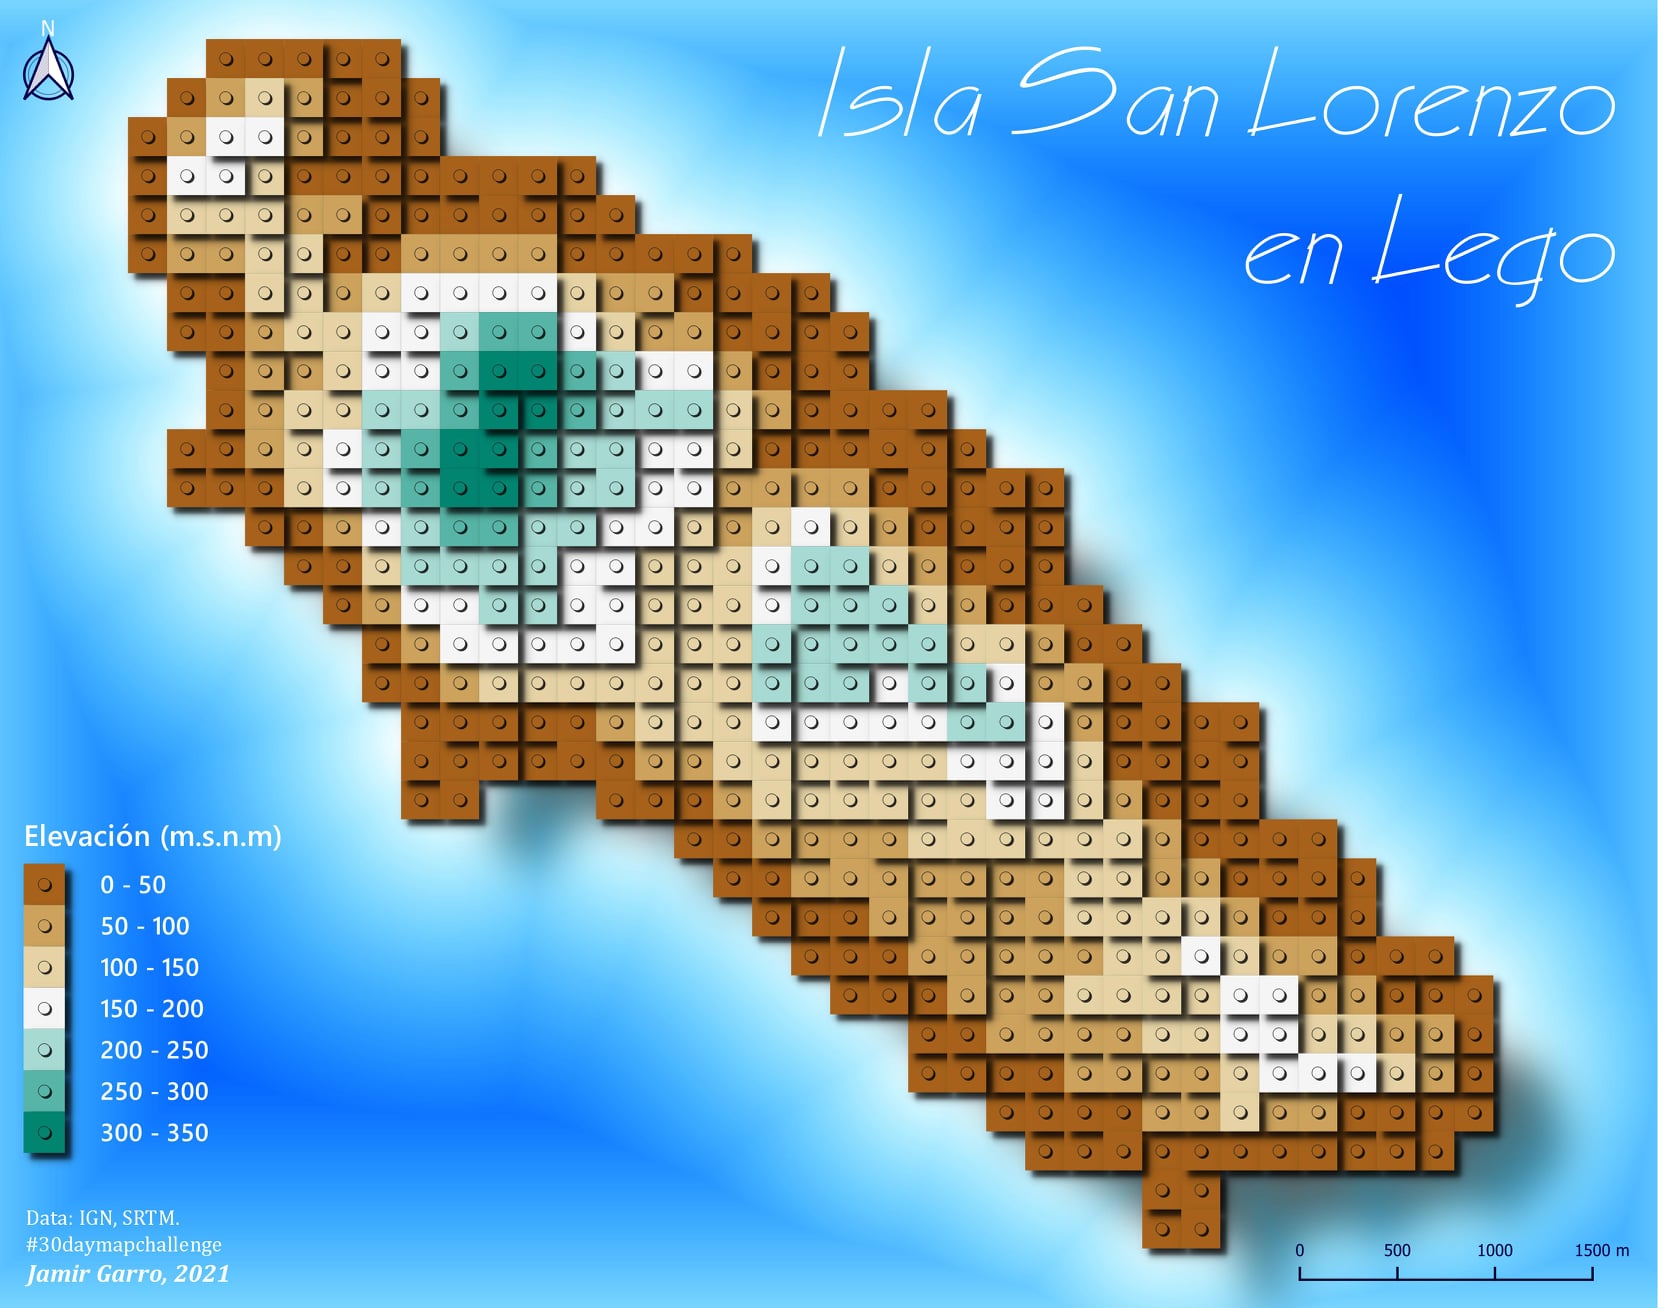 N
Isla San Lorenzo
en Lego
Elevación (m.s.n.m)
0 - 50
50 - 100
100 - 150
150 - 200
200 - 250
250 - 300
300 - 350
Data: IGN, SRTM.
#30daymapchallenge
Jamir Garro, 2021
0 500 1000 1500 m